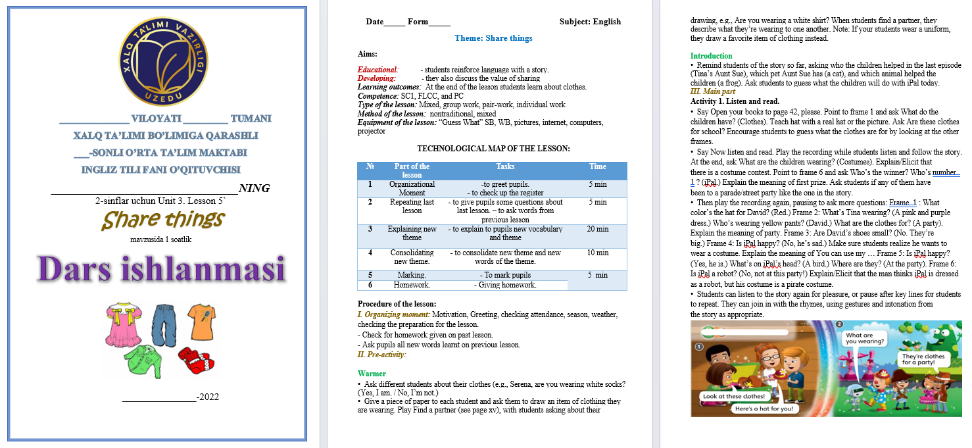 XALQ TA'LIMI VAZIRLIGI
UZEDU
_____________ VILOYATI ___________ TUMANI
XALQ TA'LIMI BO'LIMIGA QARASHLI
___-SONLI O'RTA TA'LIM MAKTABI
INGLIZ TILI FANI O'QITUVCHISI
______________________________NING
2-sinflar uchun Unit 3. Lesson 5`
Share things
mavzusida 1 soatlik
Dars ishlanmasi
_______________-2022
Date_____ Form_____ Subject: English
Theme: Share things
Aims:
Educational: - students reinforce language with a story.
Developing: - they also discuss the value of sharing
Learning outcomes: At the end of the lesson students learn about clothes.
Competence: SC1, FLCC, and PC
Type of the lesson: Mixed, group work, pair-work, individual work
Method of the lesson: nontraditional, mixed
Equipment of the lesson: "Guess What" SB, WB, pictures, internet, computers,
projector
TECHNOLOGICAL MAP OF THE LESSON:
№ Part of the lesson Tasks Time
1 Organizational Moment -to greet pupils. - to check up the register 5 min
2 Repeating last lesson - to give pupils some questions about last lesson. – to ask words from previous lesson 5 min
3 Explaining new theme - to explain to pupils new vocabulary and theme 20 min
4 Consolidating new theme. - to consolidate new theme and new words of the theme. 10 min
5 Marking. - To mark pupils 5 min
6 Homework. - Giving homework.
Procedure of the lesson:
I. Organizing moment: Motivation, Greeting, checking attendance, season, weather,
checking the preparation for the lesson.
- Check for homework given on past lesson.
- Ask pupils all new words learnt on previous lesson.
II. Pre-activity:
Warmer
• Ask different students about their clothes (e.g., Serena, are you wearing white socks?
(Yes, I am. / No, I'm not.)
• Give a piece of paper to each student and ask them to draw an item of clothing they
are wearing. Play Find a partner (see page xv), with students asking about their
drawing, e.g., Are you wearing a white shirt? When students find a partner, they
describe what they're wearing to one another. Note: If your students wear a uniform,
they draw a favorite item of clothing instead.
Introduction
• Remind students of the story so far, asking who the children helped in the last episode
(Tina's Aunt Sue), which pet Aunt Sue has (a cat), and which animal helped the
children (a frog). Ask students to guess what the children will do with iPal today.
III. Main part
Activity 1. Listen and read.
• Say Open your books to page 42, please. Point to frame 1 and ask What do the
children have? (Clothes). Teach hat with a real hat or the picture. Ask Are these clothes
for school? Encourage students to guess what the clothes are for by looking at the other
frames.
• Say Now listen and read. Play the recording while students listen and follow the story.
At the end, ask What are the children wearing? (Costumes). Explain/Elicit that
there is a costume contest. Point to frame 6 and ask Who's the winner? Who's number
1 ? (iPal.) Explain the meaning of first prize. Ask students if any of them have
been to a parade/street party like the one in the story.
• Then play the recording again, pausing to ask more questions: Frame 1 : What
color's the hat for David? (Red.) Frame 2: What's Tina wearing? (A pink and purple
dress.) Who's wearing yellow pants? (David.) What are the clothes for? (A party).
Explain the meaning of party. Frame 3: Are David's shoes small? (No. They're
big.) Frame 4: Is iPal happy? (No, he's sad.) Make sure students realize he wants to
wear a costume. Explain the meaning of You can use my … Frame 5: Is iPal happy?
(Yes, he is.) What's on iPal's head? (A bird.) Where are they? (At the party). Frame 6:
Is iPal a robot? (No, not at this party!) Explain/Elicit that the man thinks iPal is dressed
as a robot, but his costume is a pirate costume.
• Students can listen to the story again for pleasure, or pause after key lines for students
to repeat. They can join in with the rhymes, using gestures and intonation from
the story as appropriate.
1
Look at these clothes!
Here's a hat for you!
2
What are
you wearing?
They're clothes
for a party!